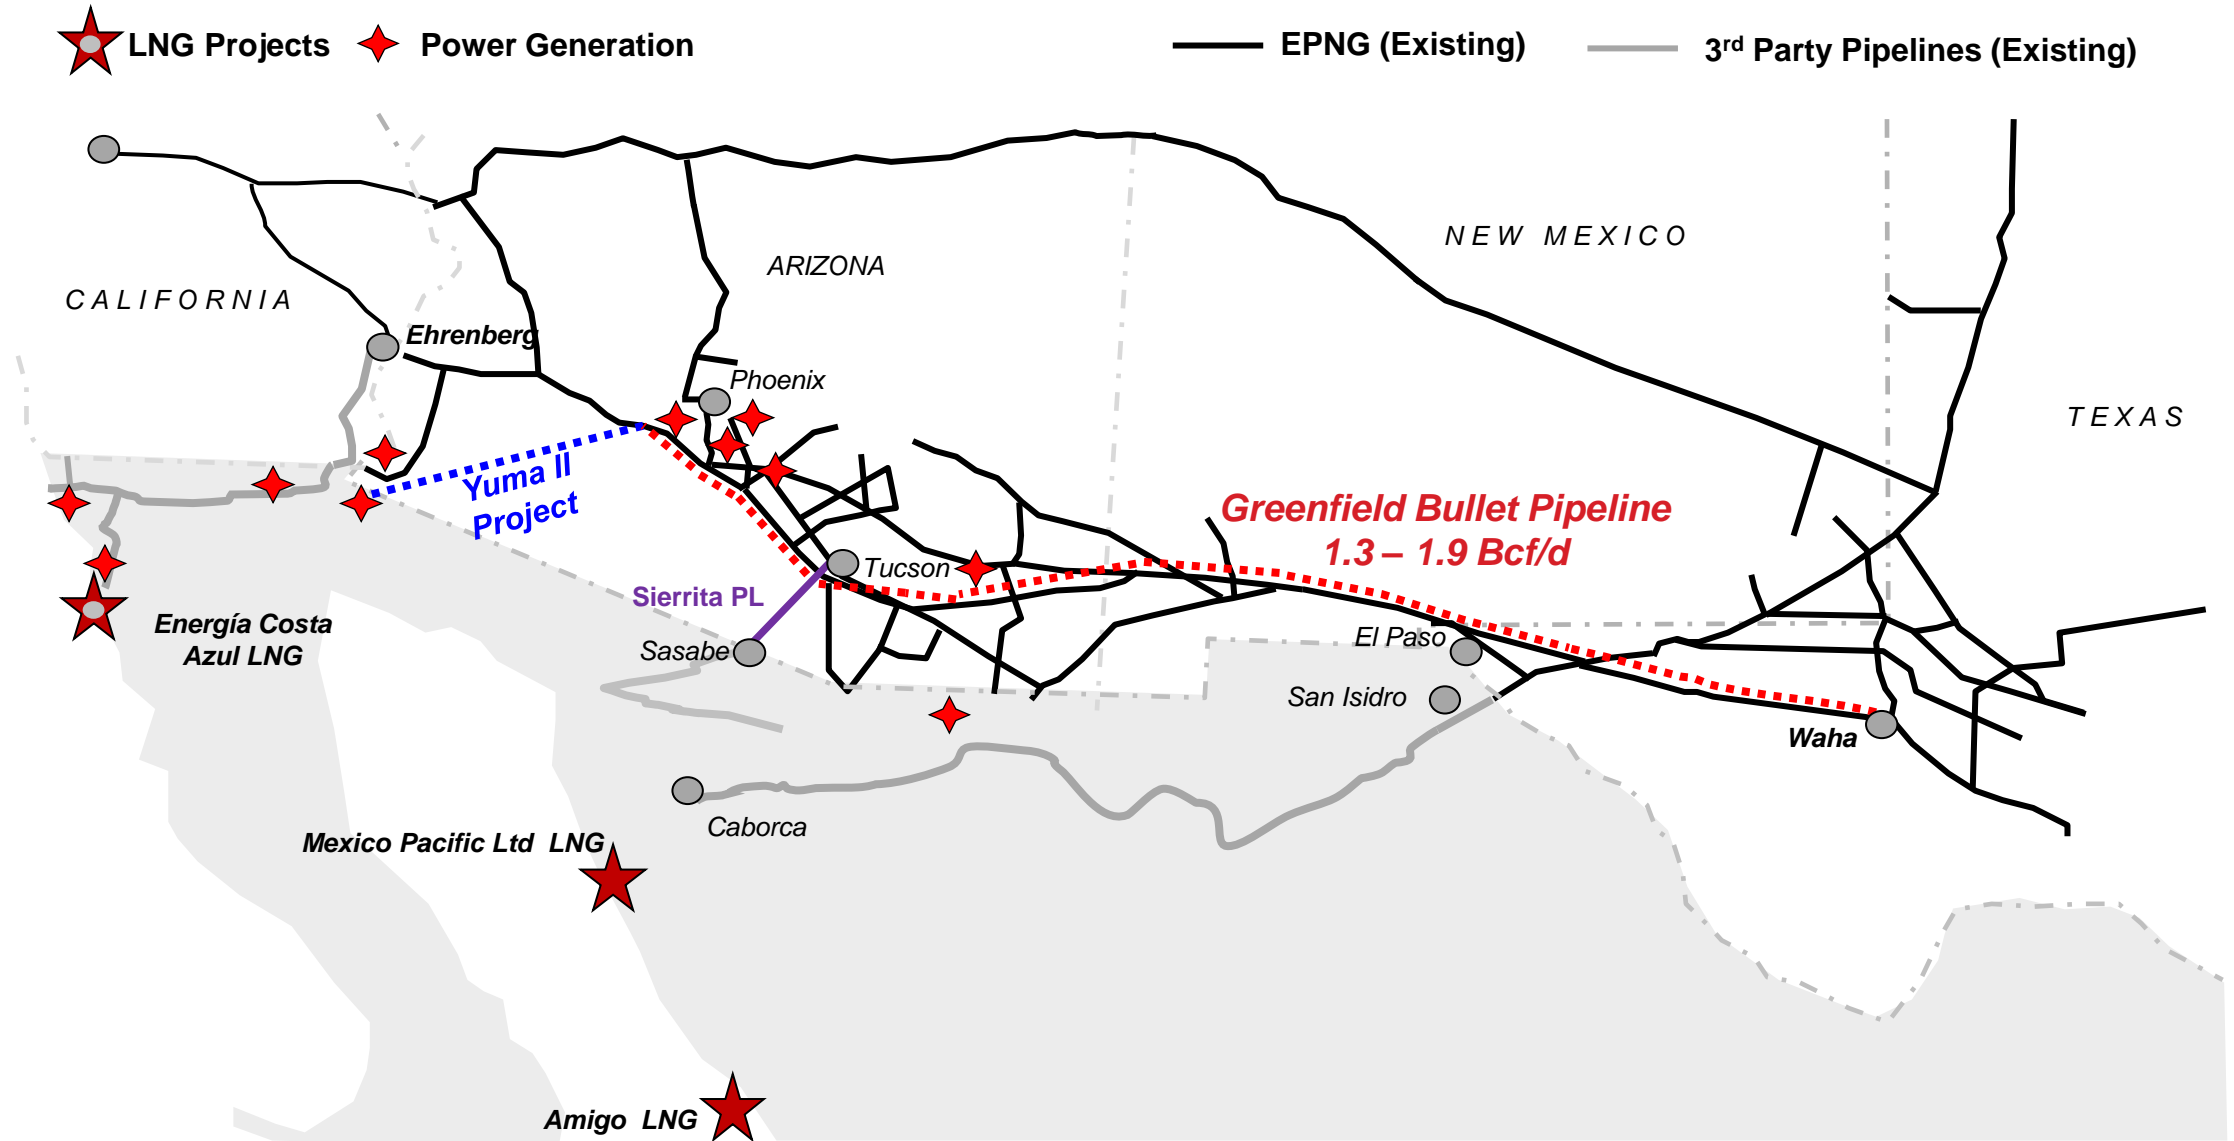 LNG Projects
Power Generation
EPNG (Existing)
3rd Party Pipelines (Existing)
NEW MEXICO
ARIZONA
CALIFORNIA
Ehrenberg
Phoenix
TEXAS
Yuma II
Project
Greenfield Bullet Pipeline
1.3 – 1.9 Bcf/d
Tucson
Sierrita PL
Energía Costa
Azul LNG
Sasabe
El Paso
San Isidro
Waha
Caborca
Mexico Pacific Ltd LNG
Amigo LNG